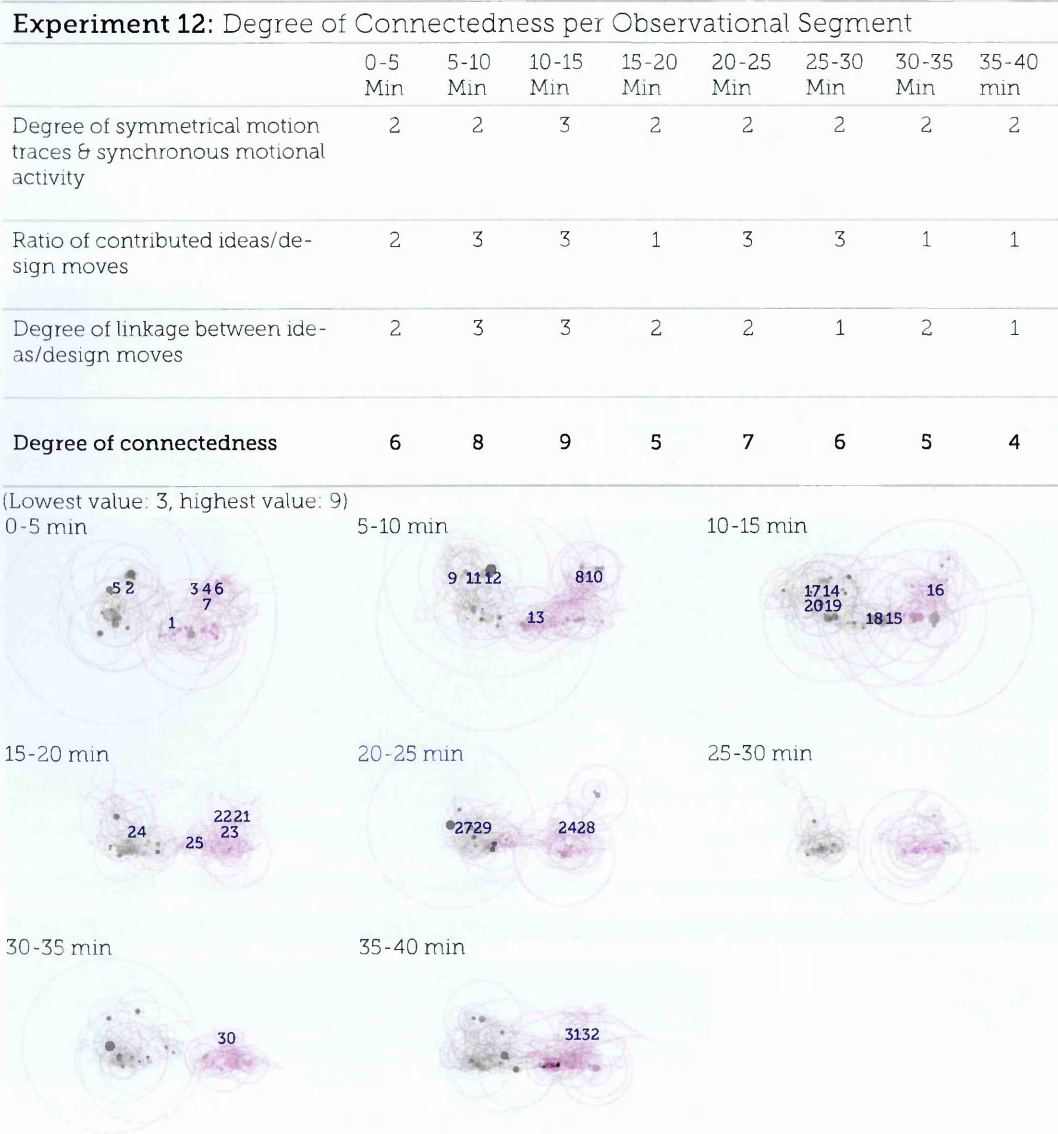 Experiment 12: Degree of Connectedness per Observational Segment
0-5 5-10 10-15 15-20 20-25 25-30 30-35 35-40
Min Min Min Min Min Min Min min
Degree of symmetrical motion 2 2 3 2 2 2 2 2
traces & synchronous motional
activity
Ratio of contributed ideas/de- 2 3 3 1 3 3 1 1
sign moves
Degree of linkage between ide- 2 3 3 2 2 1 2 1
as/design moves
Degree of connectedness 6 8 9 5 7 6 5 4
(Lowest value: 3, highest value: 9)
0-5 min 5-10 min 10-15 min
5 2 3 4 6 9 11 12 8 10 17 14 16
7 20 19
1 13 18 15
15-20 min 20-25 min 25-30 min
22 21
24 23 27 29 24 28
25
30-35 min 35-40 min
30 31 32